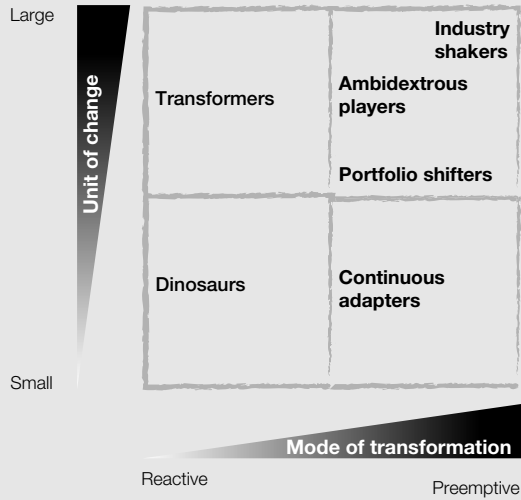 Large
Industry
shakers
Ambidextrous
players
Transformers
Unit of change
Portfolio shifters
Dinosaurs
Continuous
adapters
Small
Mode of transformation
Reactive
Preemptive